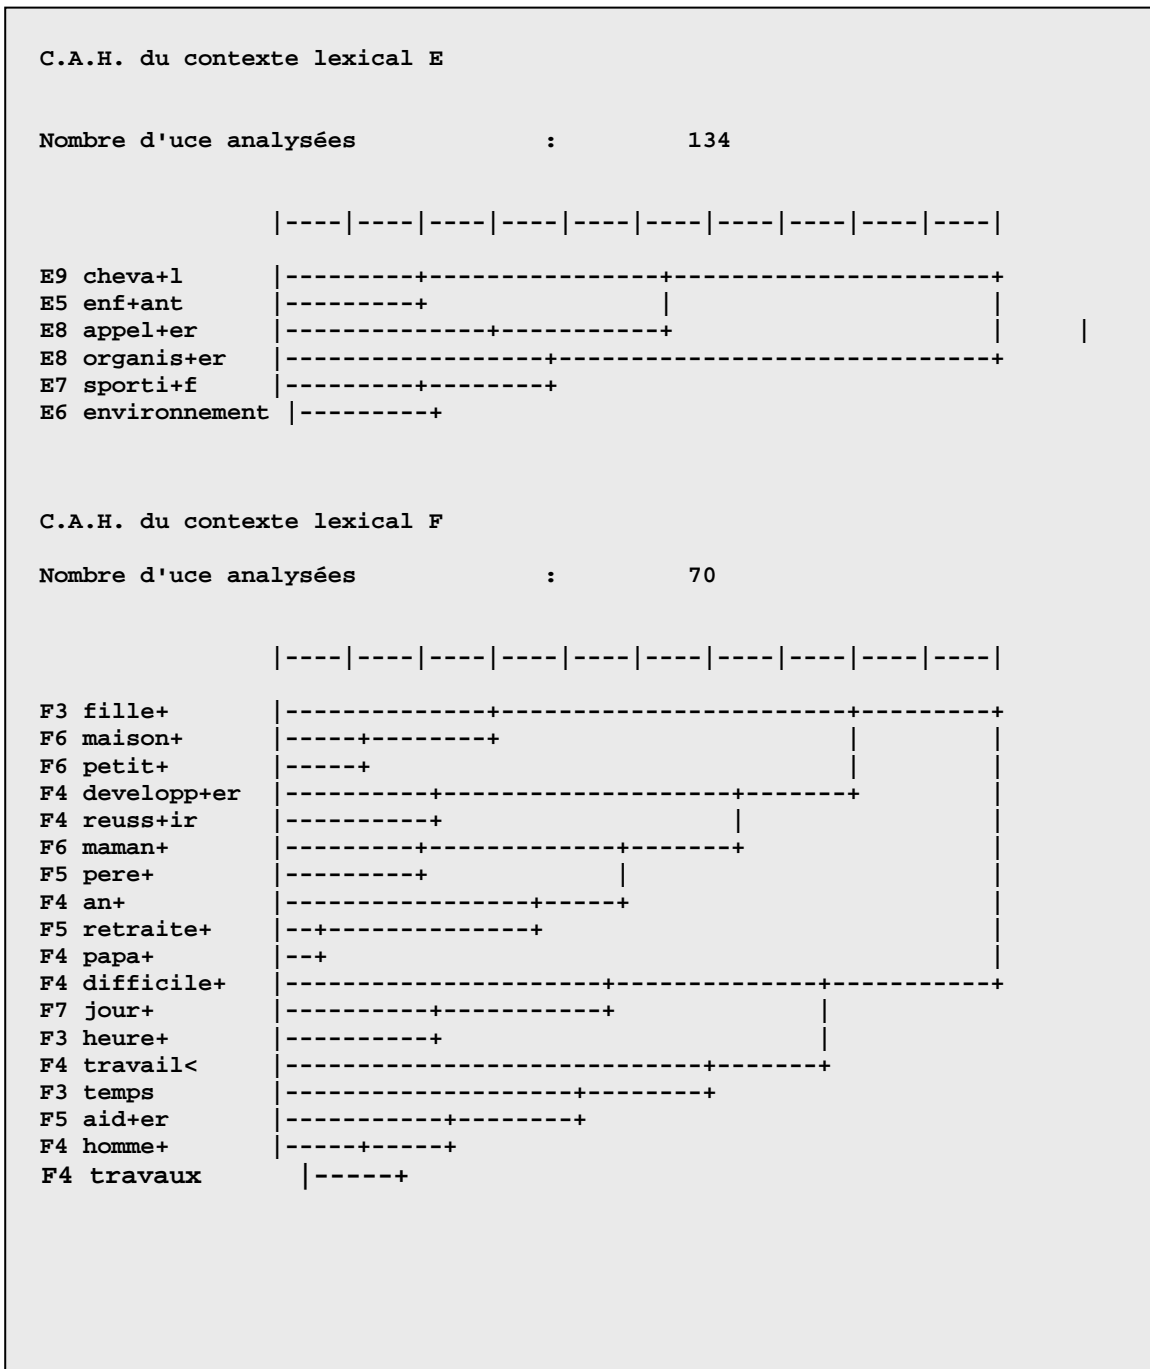 C.A.H. du contexte lexical E
Nombre d'uce analysées : 134
|----|----|----|----|----|----|----|----|----|----|
E9 cheva+l |---------+----------------+----------------------+
E5 enf+ant |---------+ | |
E8 appel+er |--------------+-----------+ | |
E8 organis+er |------------------+------------------------------+
E7 sporti+f |---------+--------+
E6 environnement |---------+
C.A.H. du contexte lexical F
Nombre d'uce analysées : 70
|----|----|----|----|----|----|----|----|----|----|
F3 fille+ |--------------+------------------------+---------+
F6 maison+ |-----+--------+ | |
F6 petit+ |-----+ | |
F4 developp+er |----------+--------------------+-------+ |
F4 reuss+ir |----------+ | |
F6 maman+ |---------+-------------+-------+ |
F5 pere+ |---------+ | |
F4 an+ |-----------------+-----+ |
F5 retraite+ |--+--------------+ |
F4 papa+ |--+ |
F4 difficile+ |----------------------+--------------+-----------+
F7 jour+ |----------+-----------+ |
F3 heure+ |----------+ |
F4 travail< |-----------------------------+-------+
F3 temps |--------------------+--------+
F5 aid+er |-----------+--------+
F4 homme+ |-----+-----+
F4 travaux |-----+